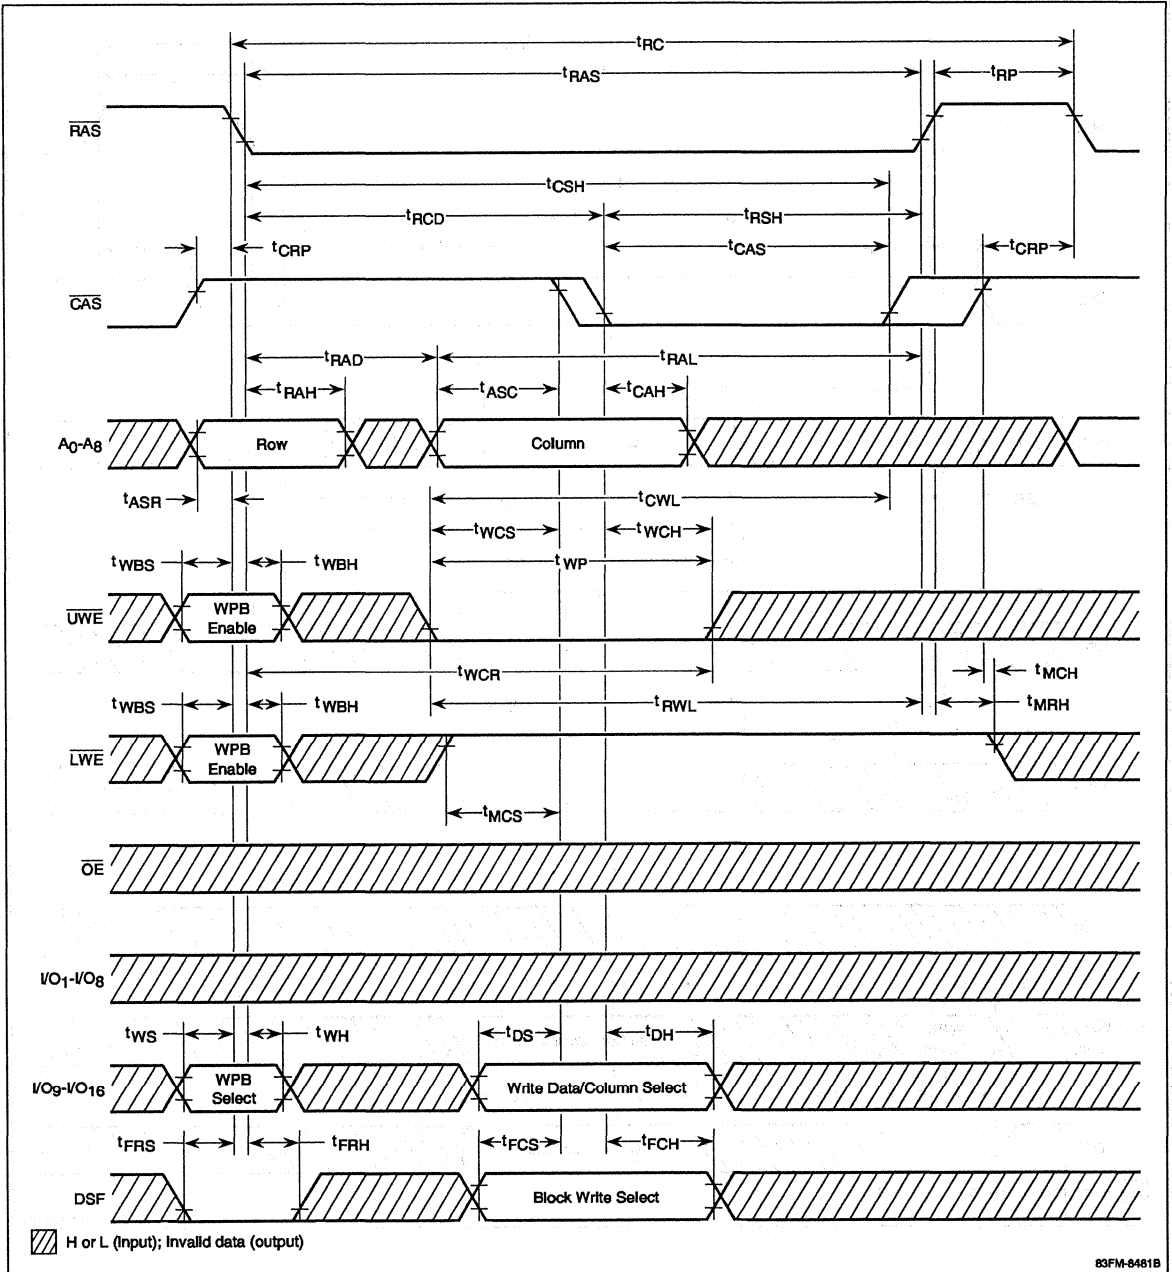 tRC
tRAS
tRP
RAS
tCSH
tRCD
tRSH
tCRP
tCAS
tCRP
CAS
tRAD
tRAL
tRAH
tASC
tCAH
A0-A8
Row
Column
tASR
tCWL
tWCS
tWCH
tWBS
tWBH
tWP
UWE
WPB
Enable
tWCR
tMCH
tWBS
tWBH
tRWL
tMRH
LWE
WPB
Enable
tMCS
OE
I/O1-I/O8
tWS
tWH
tDS
tDH
I/O9-I/O16
WPB
Select
Write Data/Column Select
tFRS
tFRH
tFCS
tFCH
DSF
Block Write Select
H or L (input); Invalid data (output)
83FM-8481B